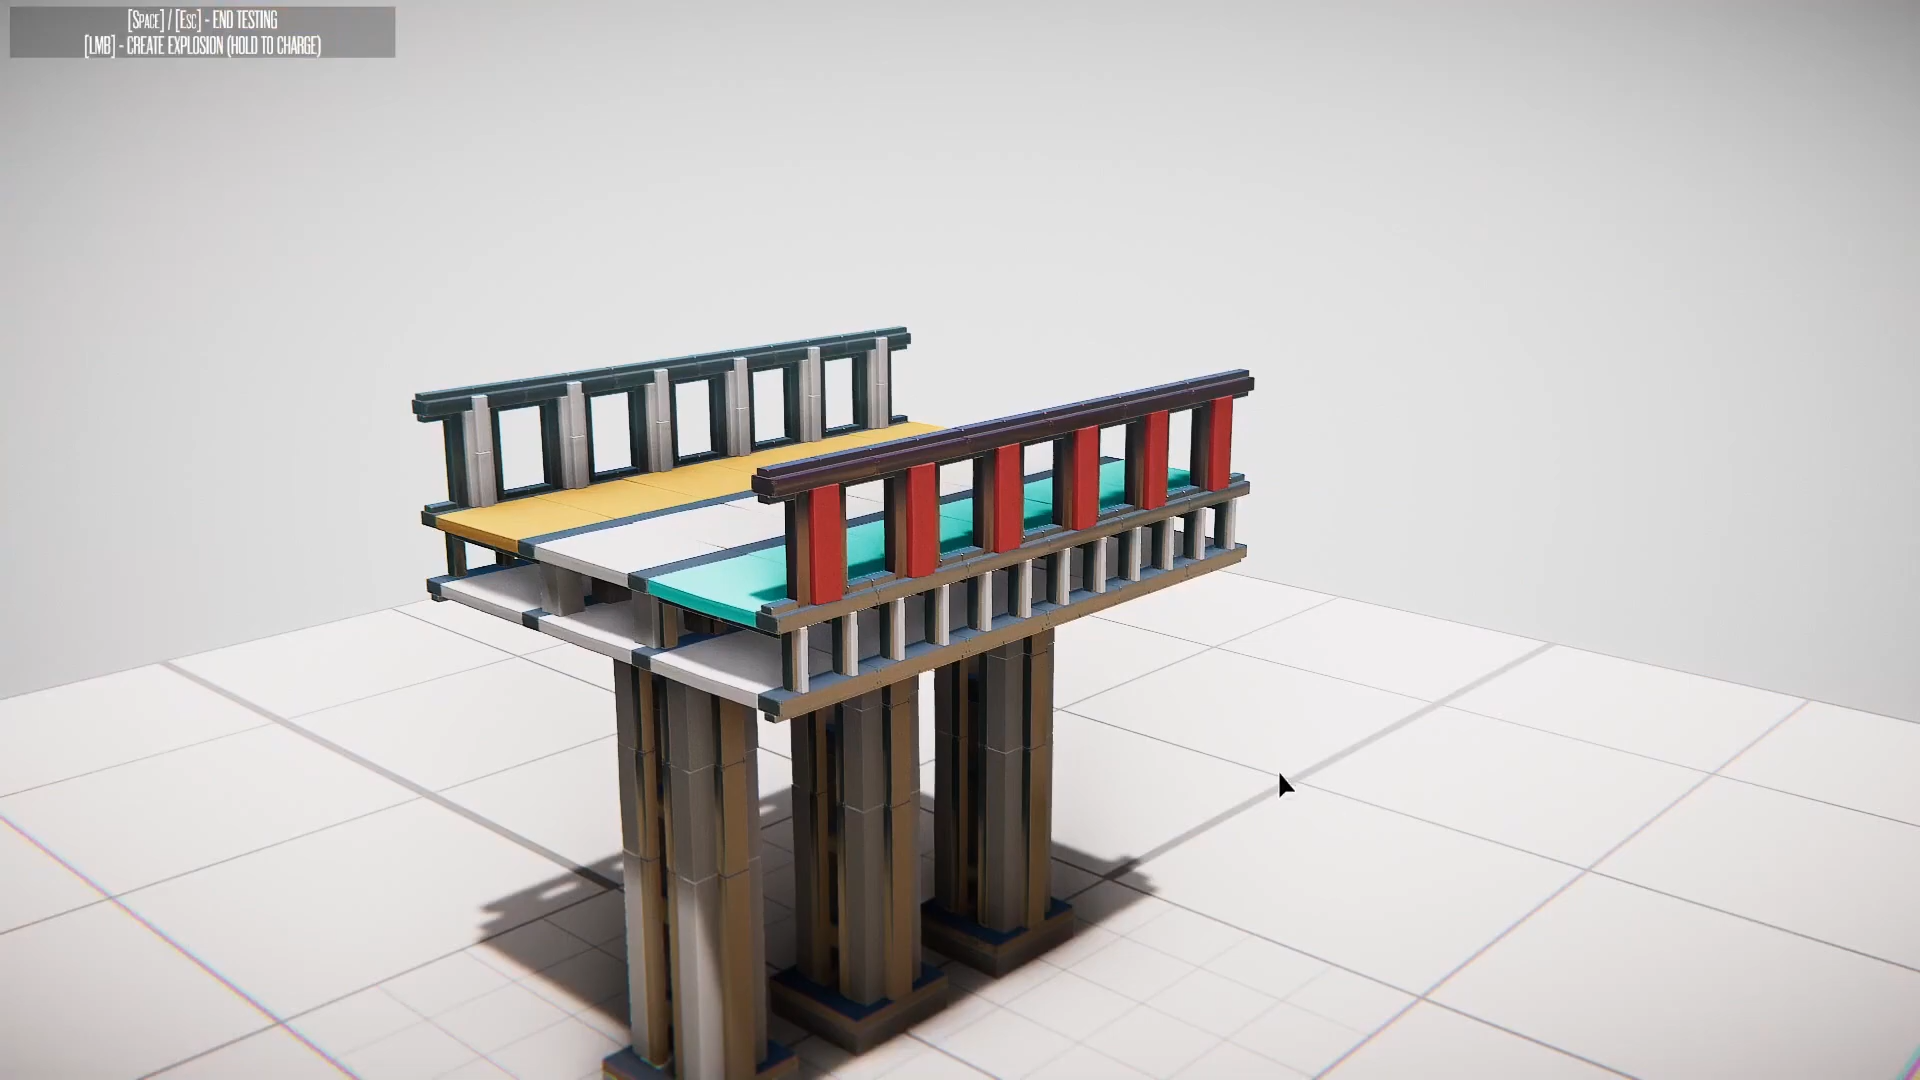 [Space] / [Esc] - END TESTING
[LMB] - CREATE EXPLOSION (HOLD TO CHARGE)